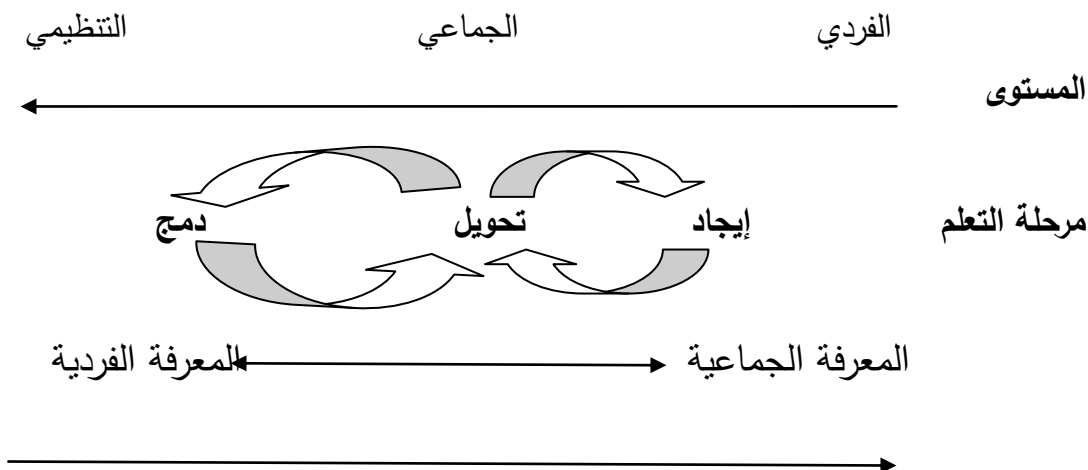 الفردي الجماعي التنظيمي
المستوى
مرحلة التعلم إيجاد تحويل دمج
المعرفة الجماعية المعرفة الفردية